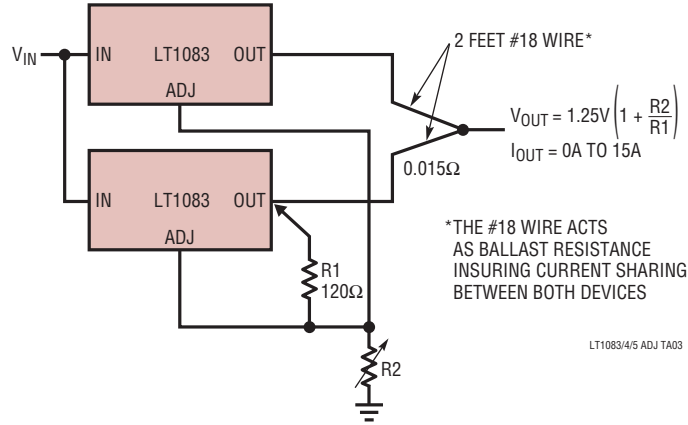 V_IN
IN LT1083 OUT
ADJ
2 FEET #18 WIRE*
V_OUT = 1.25V (1 + R2/R1)
I_OUT = 0A TO 15A
0.015Ω
IN LT1083 OUT
ADJ
R1
120Ω
*THE #18 WIRE ACTS
AS BALLAST RESISTANCE
INSURING CURRENT SHARING
BETWEEN BOTH DEVICES
LT1083/4/5 ADJ TA03
R2